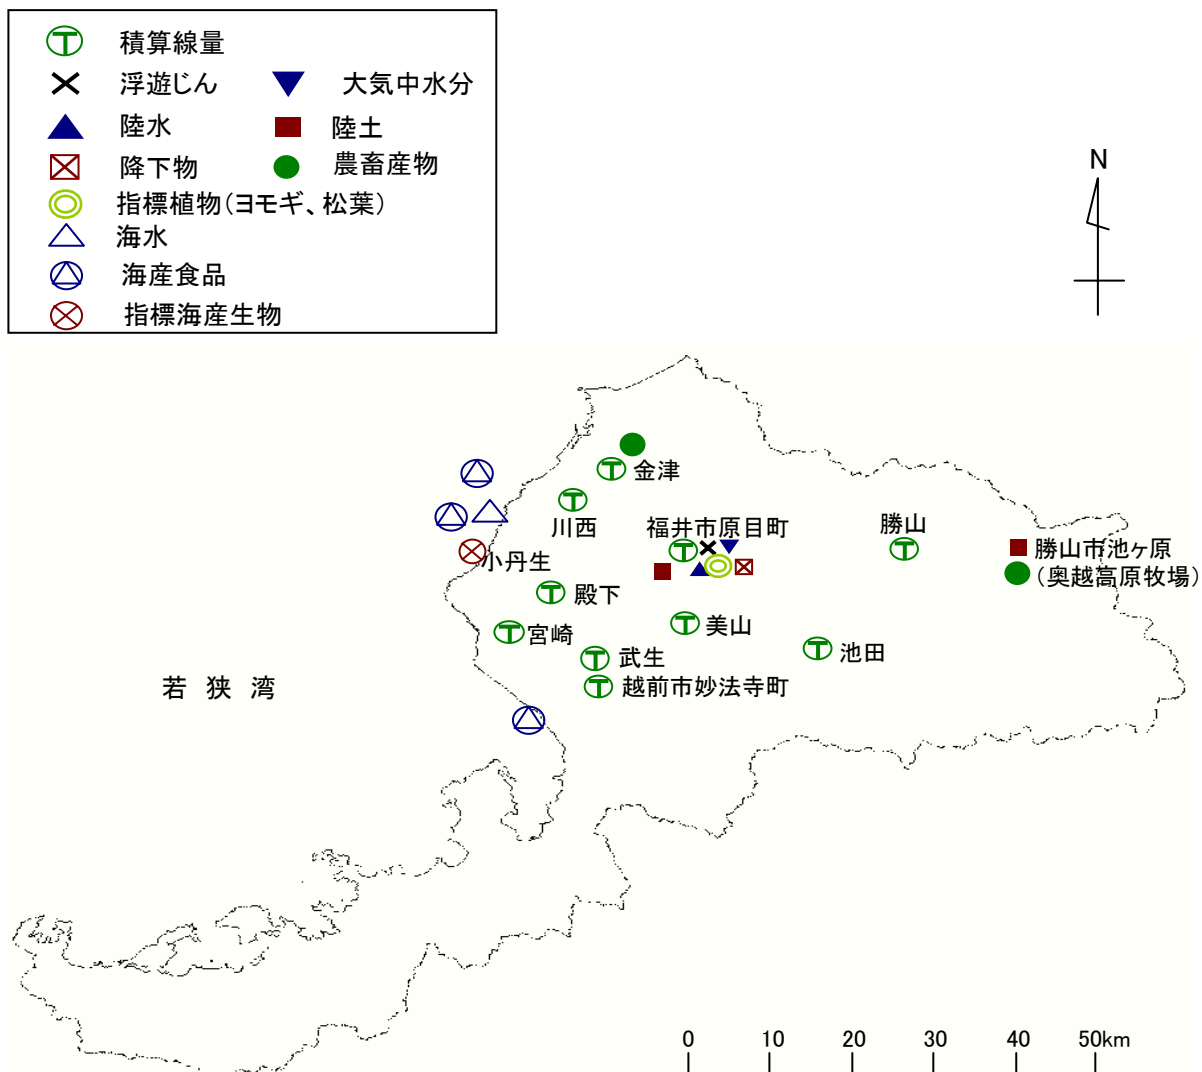 積算線量
浮遊じん 大気中水分
陸水 陸土
降下物 農畜産物
指標植物(ヨモギ、松葉)
海水
海産食品
指標海産生物
N
金津
川西
福井市原目町
勝山
勝山市池ヶ原
(奥越高原牧場)
小丹生
殿下
宮崎
美山
池田
武生
越前市妙法寺町
若狭湾
0 10 20 30 40 50km